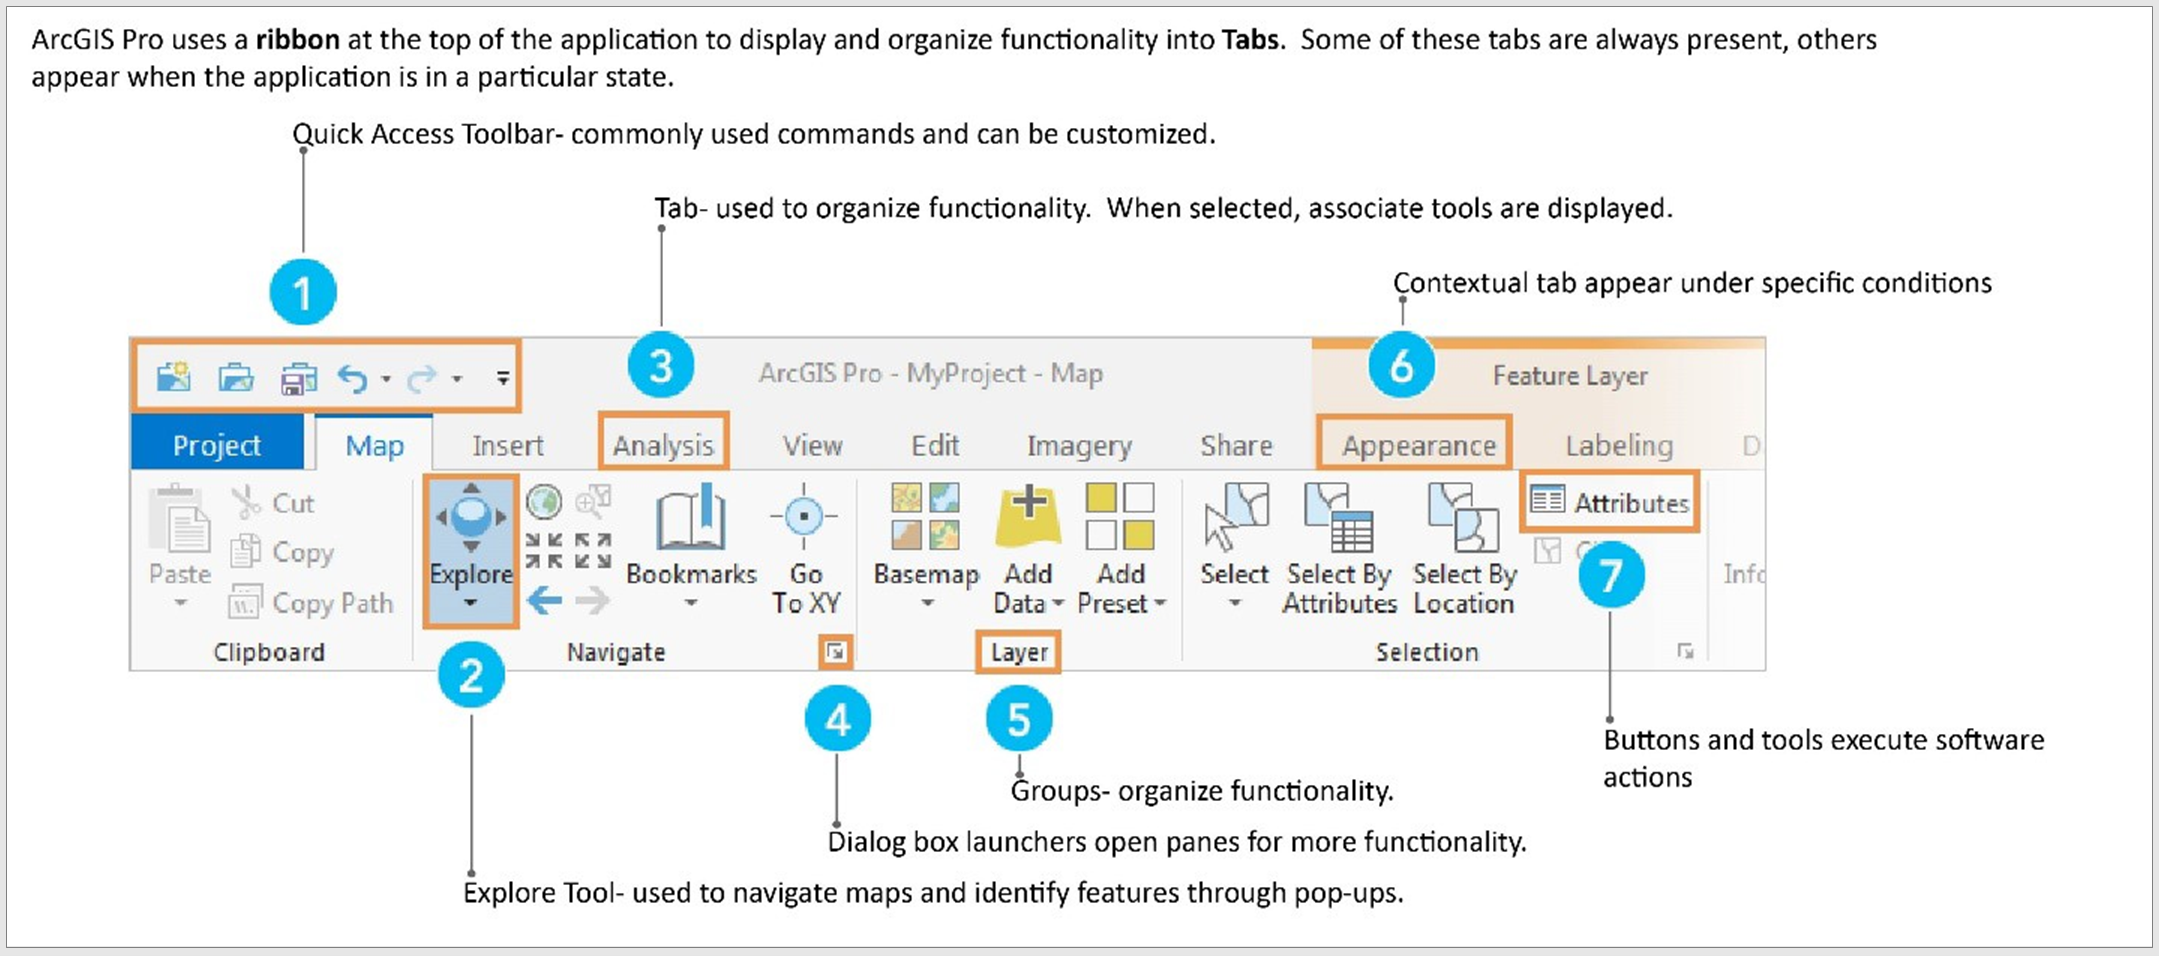 ArcGIS Pro uses a ribbon at the top of the application to display and organize functionality into Tabs.  Some of these tabs are always present, others
appear when the application is in a particular state.
Quick Access Toolbar- commonly used commands and can be customized.
Tab- used to organize functionality.  When selected, associate tools are displayed.
Contextual tab appear under specific conditions
1
3
6
ArcGIS Pro - MyProject - Map
Feature Layer
Project
Map
Insert
Analysis
View
Edit
Imagery
Share
Appearance
Labeling
D
Paste
Cut
Copy
Copy Path
Clipboard
Explore
Bookmarks
Go
To XY
Navigate
Basemap
Add
Data
Add
Preset
Layer
Select
Select By
Attributes
Select By
Location
Attributes
Selection
2
4
5
7
Buttons and tools execute software
actions
Groups- organize functionality.
Dialog box launchers open panes for more functionality.
Explore Tool- used to navigate maps and identify features through pop-ups.